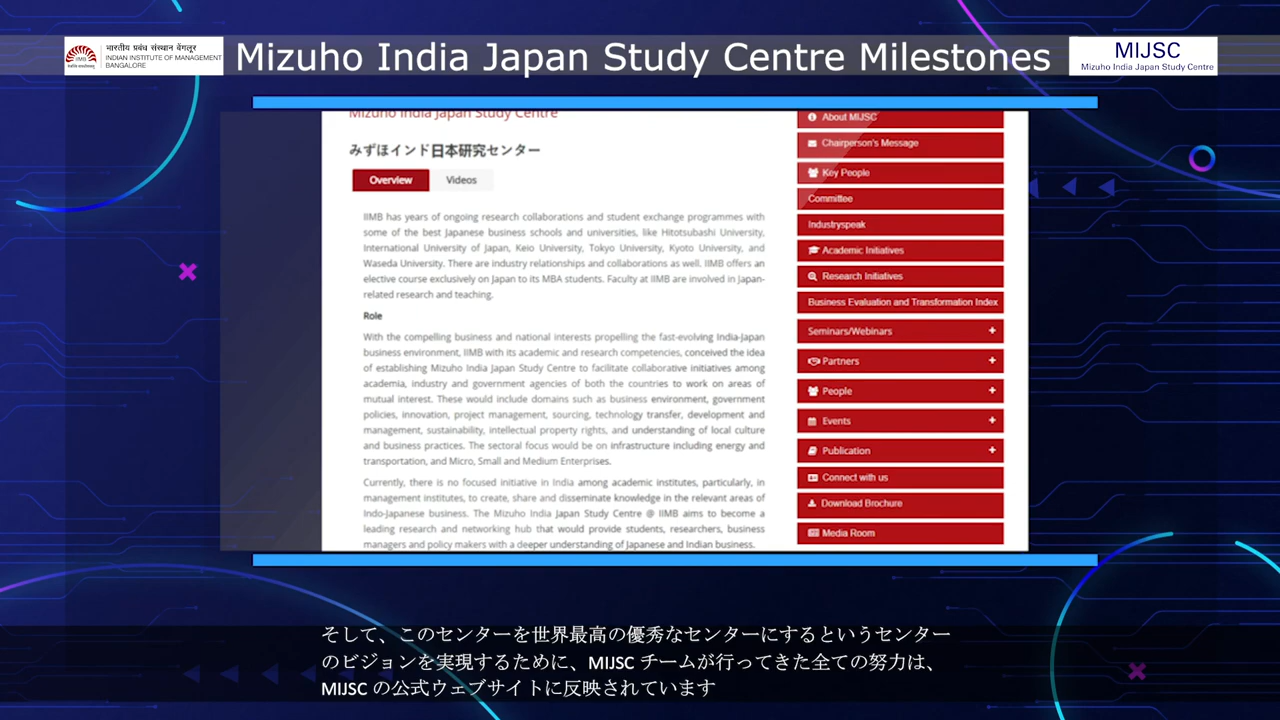 भारतीय प्रबंध संस्थान बेंगलूर
INDIAN INSTITUTE OF MANAGEMENT
BANGALORE
IIMB
Mizuho India Japan Study Centre Milestones
MIJSC
Mizuho India Japan Study Centre
Mizuho India Japan Study Centre
みずほインド日本研究センター
Overview
Videos
IIMB has years of ongoing research collaborations and student exchange programmes with
some of the best Japanese business schools and universities, like Hitotsubashi University,
International University of Japan, Keio University, Tokyo University, Kyoto University, and
Waseda University. There are industry relationships and collaborations as well. IIMB offers an
elective course exclusively on Japan to its MBA students. Faculty at IIMB are involved in Japan-
related research and teaching.
Role
With the compelling business and national interests propelling the fast-evolving India-Japan
business environment, IIMB with its academic and research competencies, conceived the idea
of establishing Mizuho India Japan Study Centre to facilitate collaborative initiatives among
academia, industry and government agencies of both the countries to work on areas of
mutual interest. These would include domains such as business environment, government
policies, innovation, project management, sourcing, technology transfer, development and
management, sustainability, intellectual property rights, and understanding of local culture
and business practices. The sectoral focus would be on infrastructure including energy and
transportation, and Micro, Small and Medium Enterprises.
Currently, there is no focused initiative in India among academic institutes, particularly, in
management institutes, to create, share and disseminate knowledge in the relevant areas of
Indo-Japanese business. The Mizuho India Japan Study Centre @ IIMB aims to become a
leading research and networking hub that would provide students, researchers, business
managers and policy makers with a deeper understanding of Japanese and Indian business.
About MIJSC
Chairperson's Message
Key People
Committee
Industryspeak
Academic Initiatives
Research Initiatives
Business Evaluation and Transformation Index
Seminars/Webinars +
Partners +
People +
Events +
Publication +
Connect with us
Download Brochure
Media Room
そして、このセンターを世界最高の優秀なセンターにするというセンター
のビジョンを実現するために、MIJSC チームが行ってきた全ての努力は、
MIJSC の公式ウェブサイトに反映されています